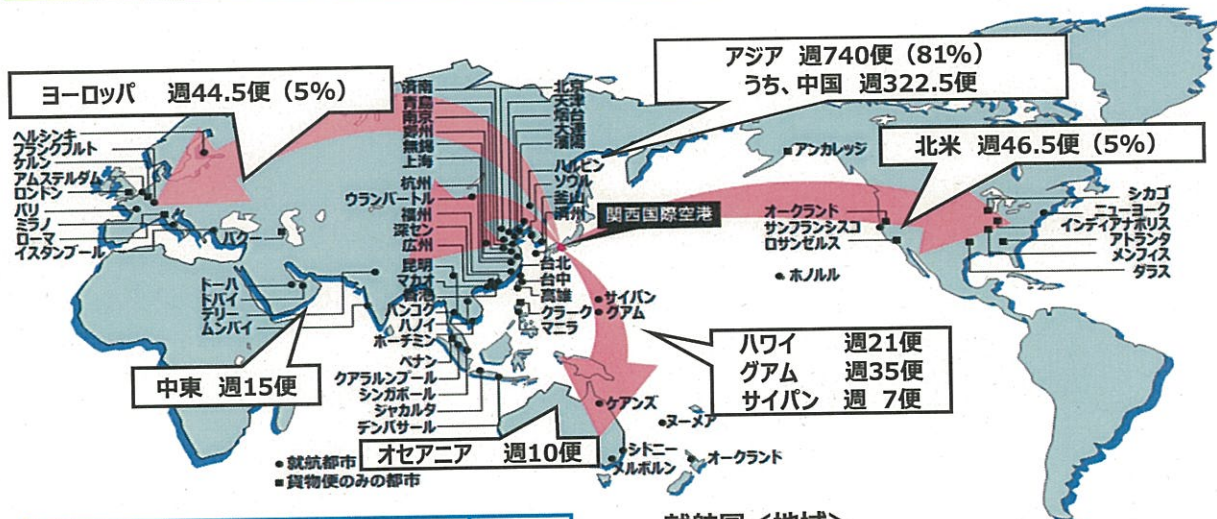 アジア 週740便（81%）
うち、中国 週322.5便
ヨーロッパ 週44.5便（5%）
北米 週46.5便（5%）
ヘルシンキ
フランクフルト
ケルン
アムステルダム
ロンドン
パリ
ミラノ
ローマ
イスタンブール
バクー
済南
青島
南京
鄭州
無錫
上海
杭州
ウランバートル
福州
深セン
広州
昆明
マカオ
香港
バンコク
ハノイ
ホーチミン
ペナン
クアラルンプール
シンガポール
ジャカルタ
デンパサール
北京
天津
烟台
大連
瀋陽
ハルビン
ソウル
釜山
済州
関西国際空港
台北
台中
高雄
クラーク
マニラ
ドーハ
ドバイ
デリー
ムンバイ
中東 週15便
サイパン
グアム
アンカレッジ
オークランド
サンフランシスコ
ロサンゼルス
ホノルル
シカゴ
ニューヨーク
インディアナポリス
アトランタ
メンフィス
ダラス
ハワイ 週21便
グアム 週35便
サイパン 週 7便
ケアンズ
ヌーメア
シドニー
メルボルン
オークランド
オセアニア 週10便
●就航都市
■貨物便のみの都市